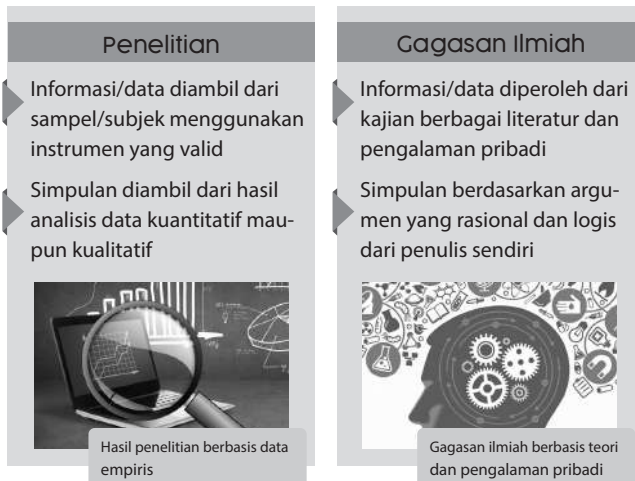 Penelitian
Informasi/data diambil dari
sampel/subjek menggunakan
instrumen yang valid
Simpulan diambil dari hasil
analisis data kuantitatif mau-
pun kualitatif
Hasil penelitian berbasis data
empiris
Gagasan Ilmiah
Informasi/data diperoleh dari
kajian berbagai literatur dan
pengalaman pribadi
Simpulan berdasarkan argu-
men yang rasional dan logis
dari penulis sendiri
Gagasan ilmiah berbasis teori
dan pengalaman pribadi